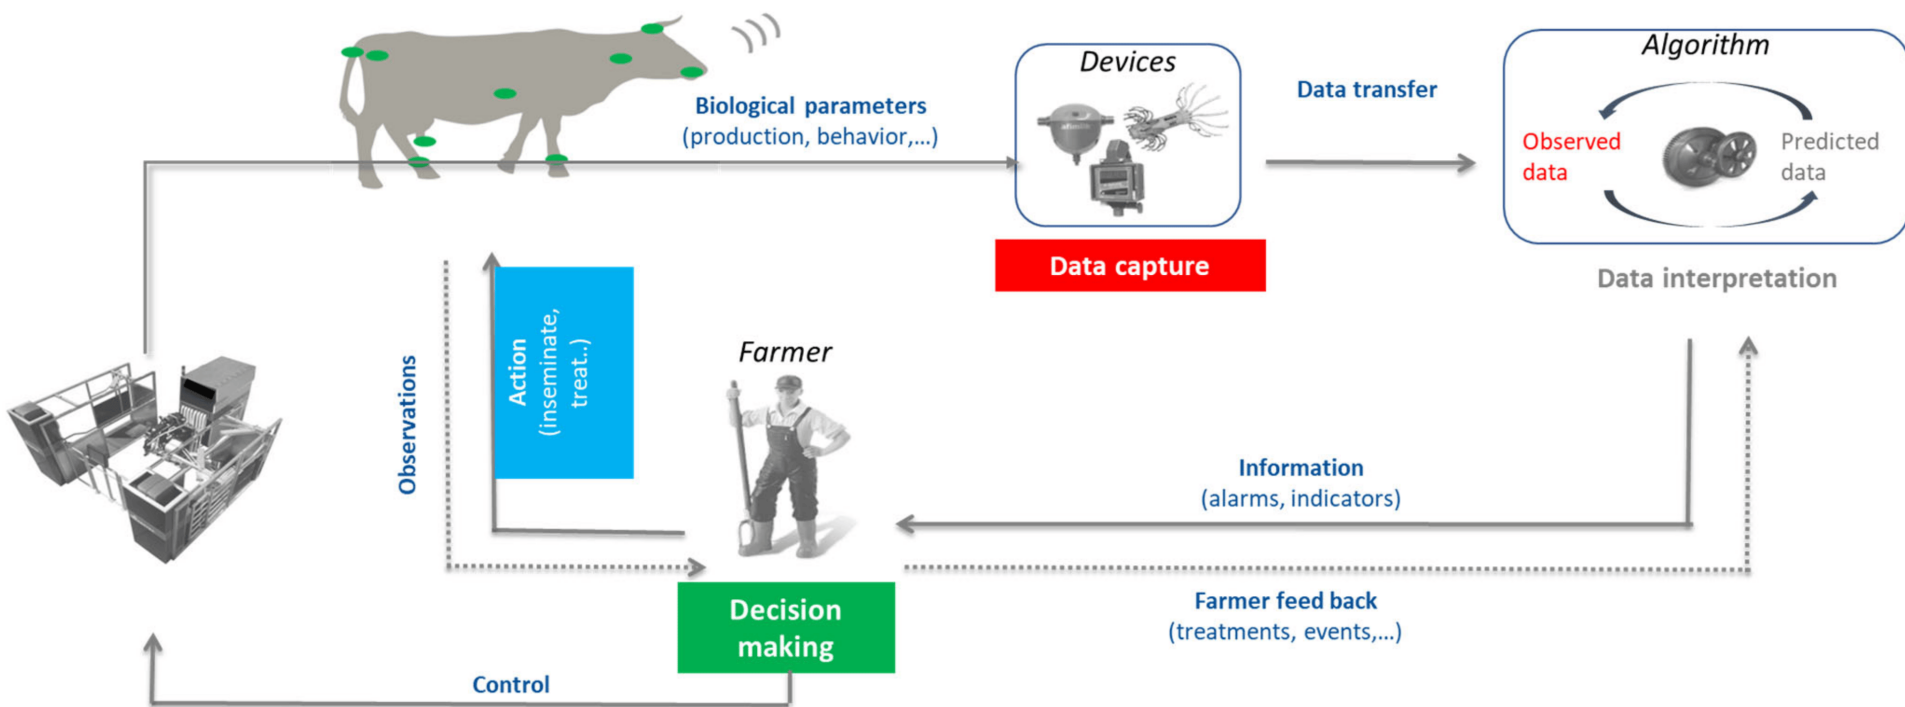 Algorithm
Devices
Data transfer
Biological parameters
(production, behavior,...)
Observed
data
Predicted
data
Data capture
Data interpretation
Action
(inseminate,
treat..)
Observations
Farmer
Information
(alarms, indicators)
Decision
making
Farmer feed back
(treatments, events,...)
Control